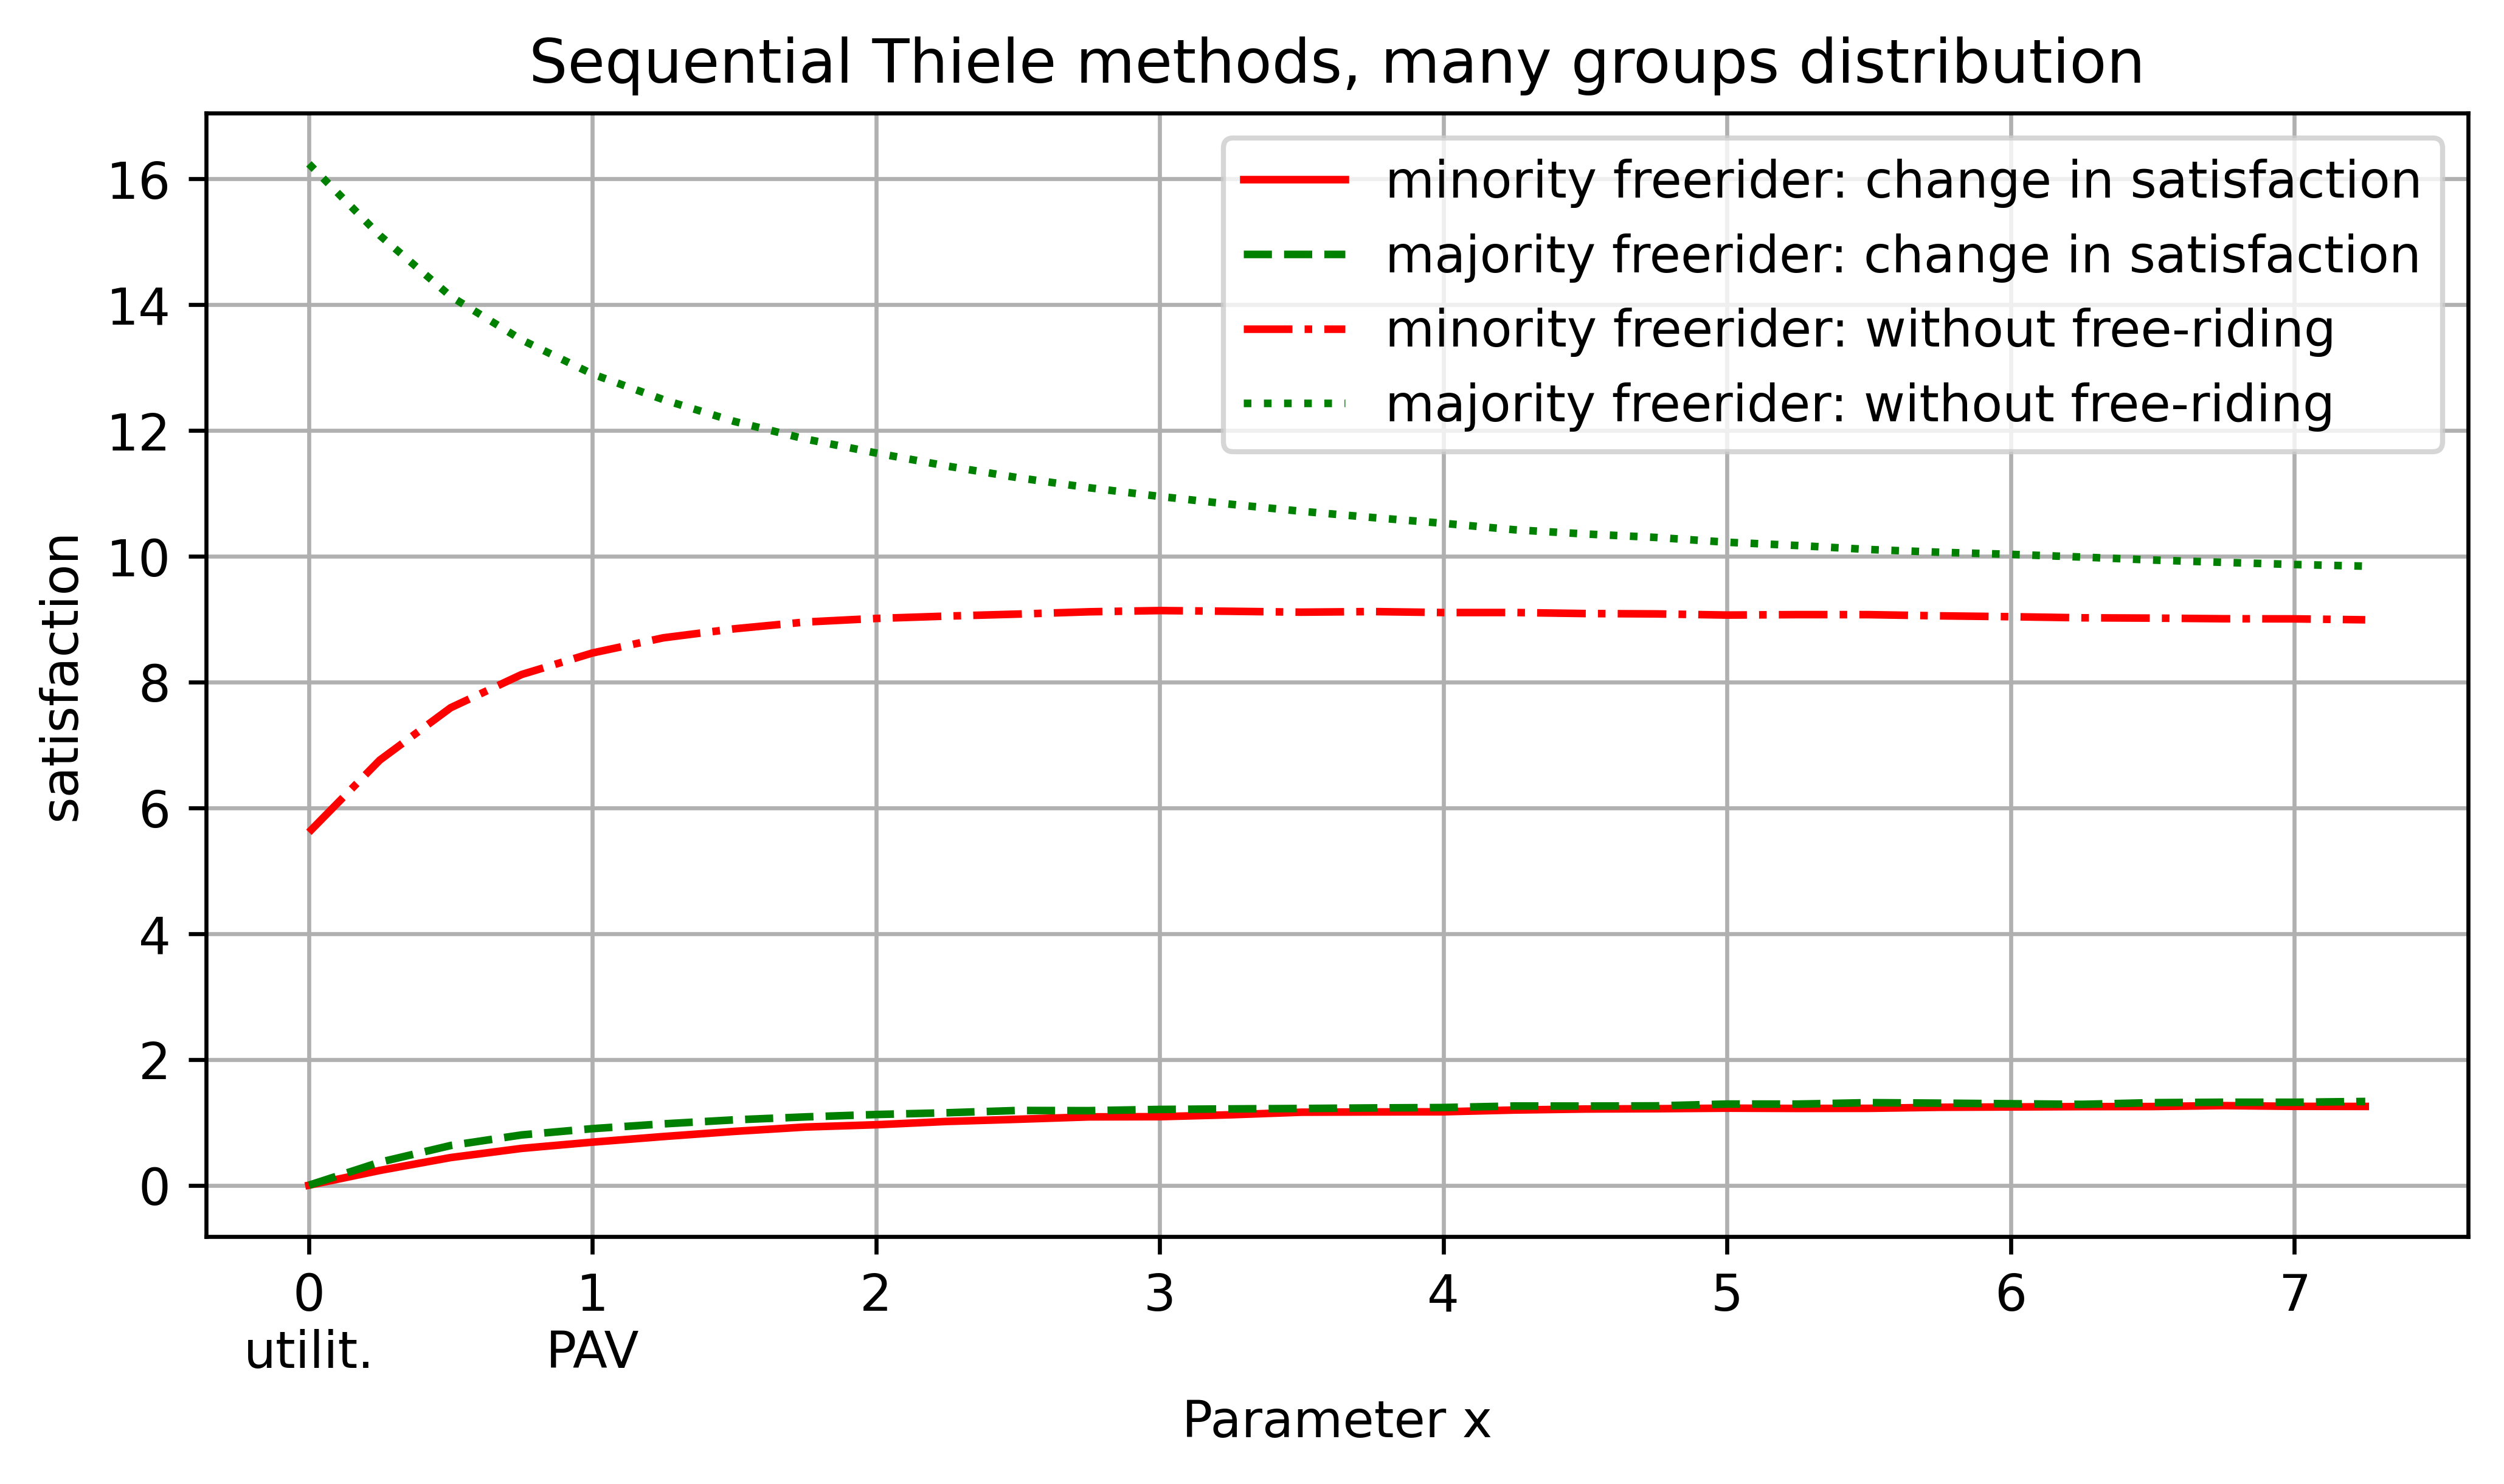 Sequential Thiele methods, many groups distribution
minority freerider: change in satisfaction
majority freerider: change in satisfaction
minority freerider: without free-riding
majority freerider: without free-riding
satisfaction
16
14
12
10
8
6
4
2
0
0 1 2 3 4 5 6 7
utilit. PAV
Parameter x